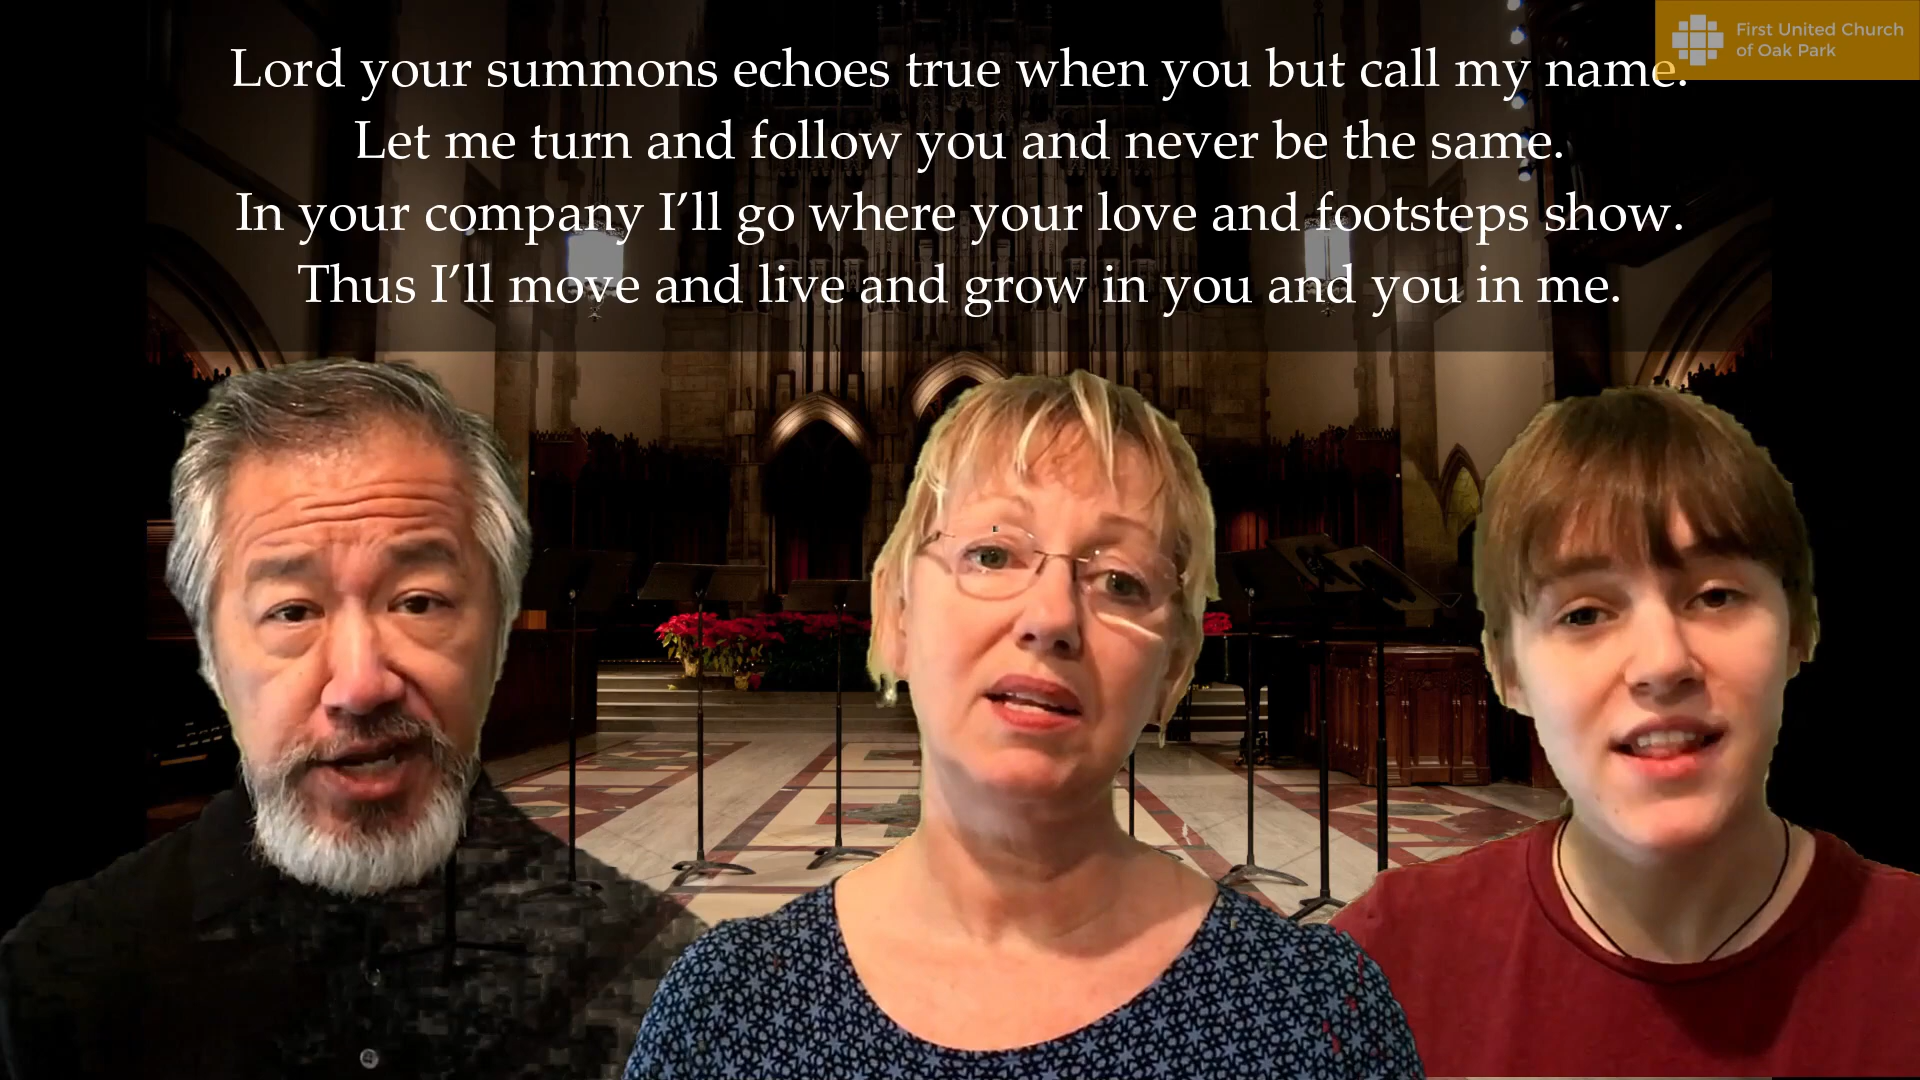 Lord your summons echoes true when you but call my name.
Let me turn and follow you and never be the same.
In your company I’ll go where your love and footsteps show.
Thus I’ll move and live and grow in you and you in me.
First United Church
of Oak Park